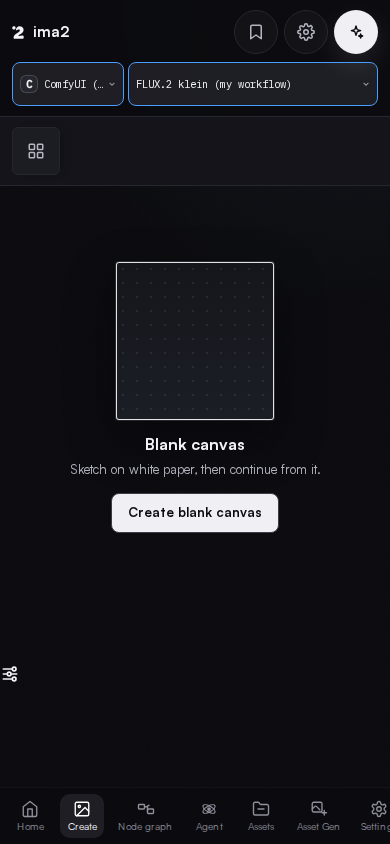 ima2
C ComfyUI (…
FLUX.2 klein (my workflow)
Blank canvas
Sketch on white paper, then continue from it.
Create blank canvas
Home
Create
Node graph
Agent
Assets
Asset Gen
Setting